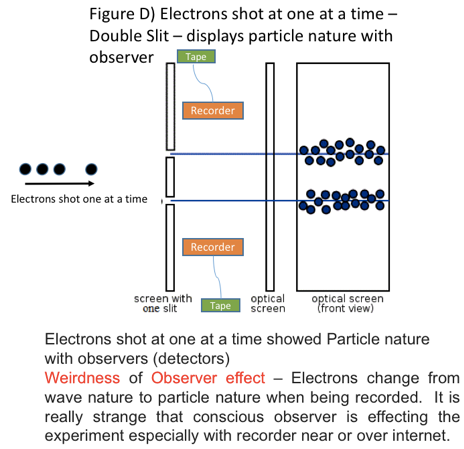 Figure D) Electrons shot at one at a time –
Double Slit – displays particle nature with
observer
Tape
Recorder
Electrons shot one at a time
Recorder
Tape
screen with
one slit
optical
screen
optical screen
(front view)
Electrons shot at one at a time showed Particle nature
with observers (detectors)
Weirdness of Observer effect – Electrons change from
wave nature to particle nature when being recorded. It is
really strange that conscious observer is effecting the
experiment especially with recorder near or over internet.